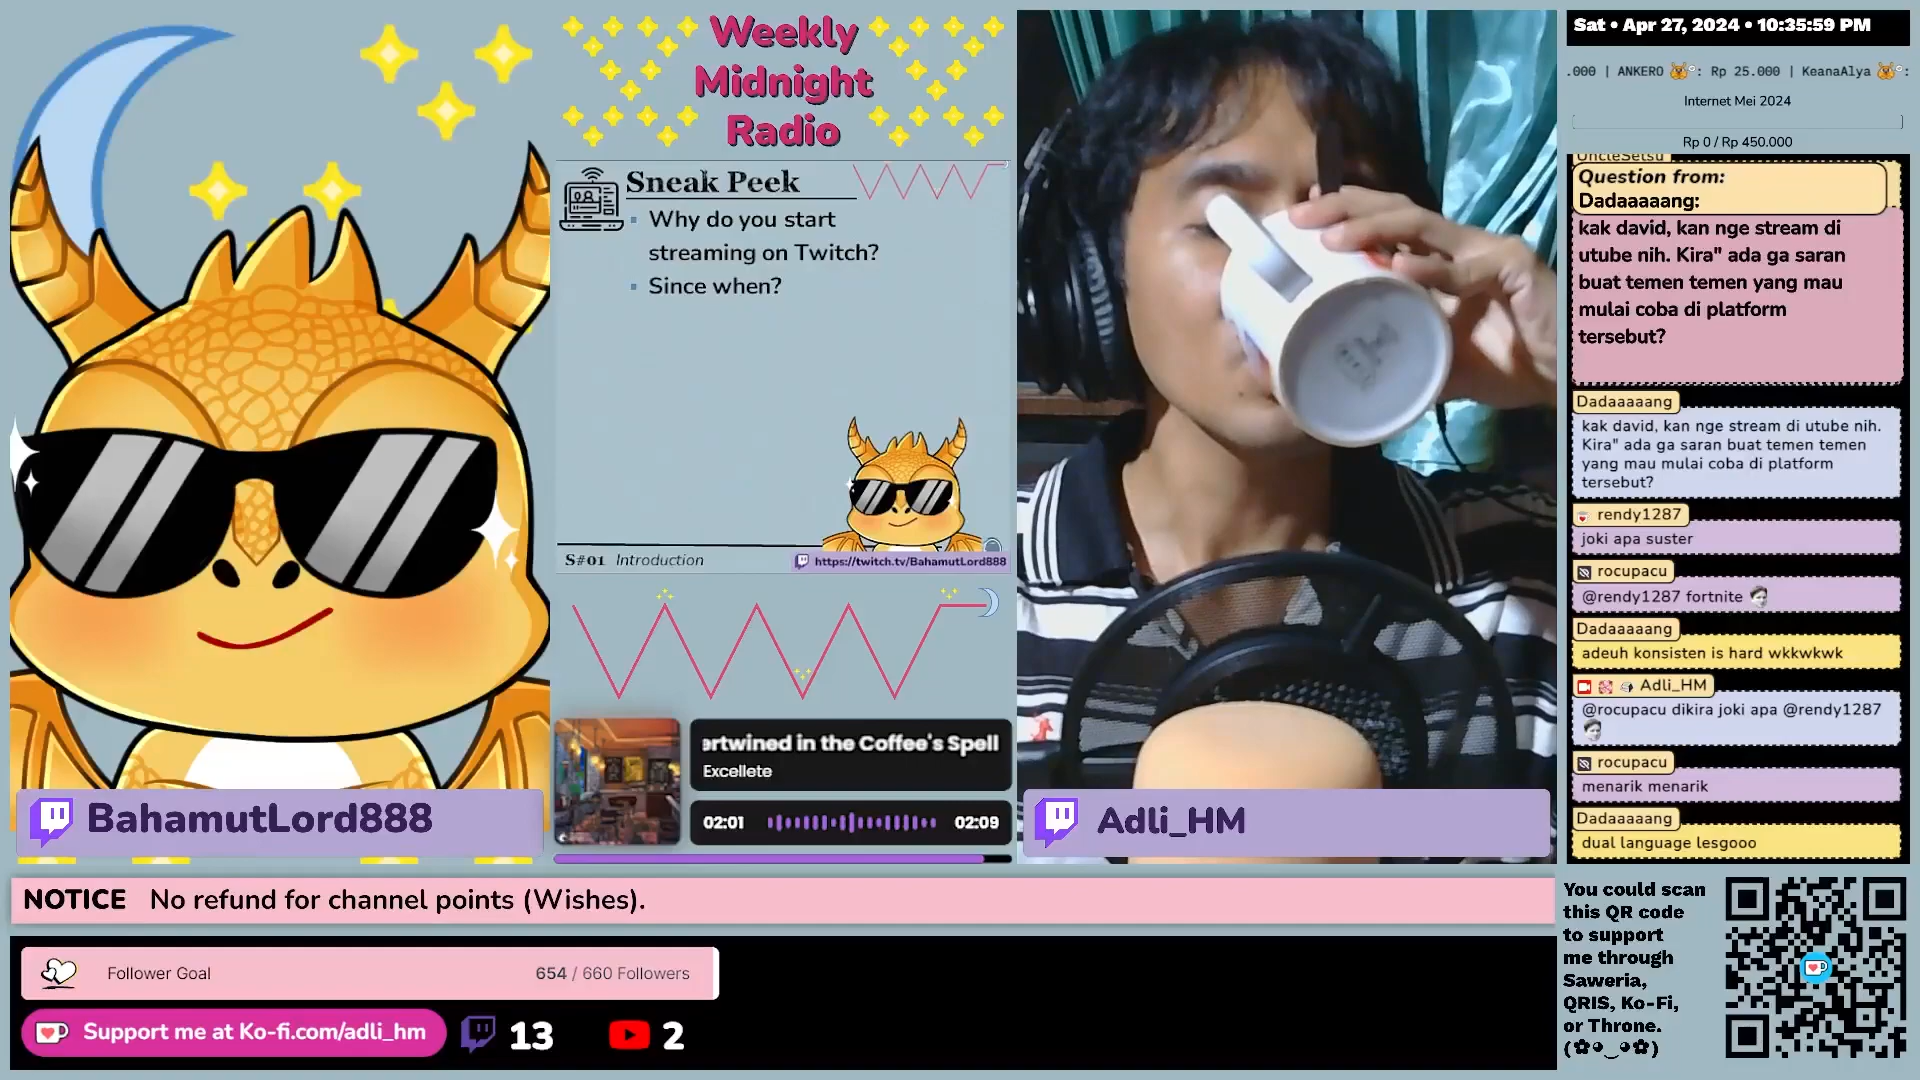 Weekly
Midnight
Radio
Sneak Peek
Why do you start
streaming on Twitch?
Since when?
S#01 Introduction
https://twitch.tv/BahamutLord888
ertwined in the Coffee's Spell
Excellete
02:01
02:09
BahamutLord888
Adli_HM
Sat • Apr 27, 2024 • 10:35:59 PM
.000 | ANKERO : Rp 25.000 | KeanaAlya :
Internet Mei 2024
Rp 0 / Rp 450.000
UncleSetsu
Question from:
Dadaaaaang:
kak david, kan nge stream di
utube nih. Kira" ada ga saran
buat temen temen yang mau
mulai coba di platform
tersebut?
Dadaaaaang
kak david, kan nge stream di utube nih.
Kira" ada ga saran buat temen temen
yang mau mulai coba di platform
tersebut?
rendy1287
joki apa suster
rocupacu
@rendy1287 fortnite
Dadaaaaang
adeuh konsisten is hard wkkwkwk
Adli_HM
@rocupacu dikira joki apa @rendy1287
rocupacu
menarik menarik
Dadaaaaang
dual language lesgooo
NOTICE No refund for channel points (Wishes).
Follower Goal
654 / 660 Followers
Support me at Ko-fi.com/adli_hm
13
2
You could scan
this QR code
to support
me through
Saweria,
QRIS, Ko-Fi,
or Throne.
(✿◕‿◕✿)